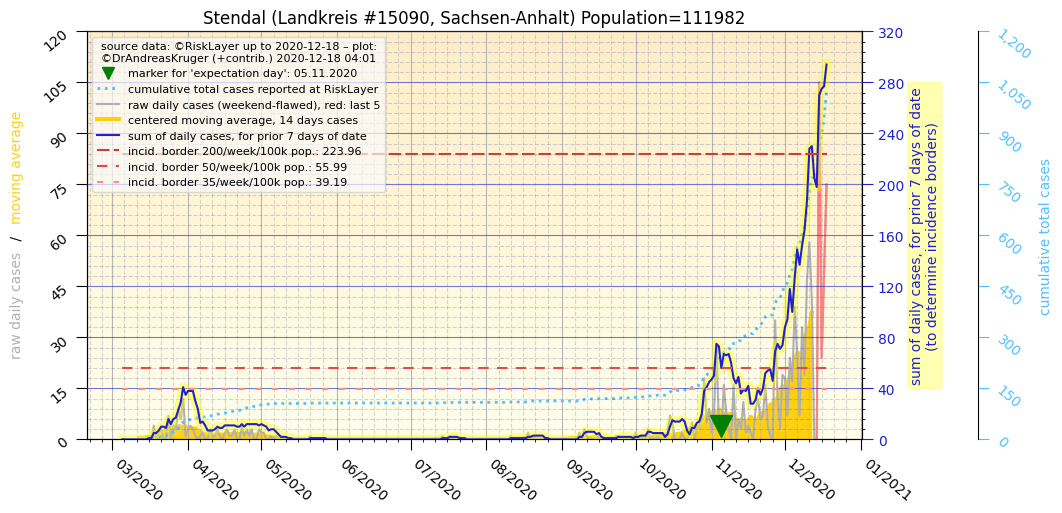 Stendal (Landkreis #15090, Sachsen-Anhalt) Population=111982
source data: ©RiskLayer up to 2020-12-18 – plot:
©DrAndreasKruger (+contrib.) 2020-12-18 04:01
marker for 'expectation day': 05.11.2020
cumulative total cases reported at RiskLayer
raw daily cases (weekend-flawed), red: last 5
centered moving average, 14 days cases
sum of daily cases, for prior 7 days of date
incid. border 200/week/100k pop.: 223.96
incid. border 50/week/100k pop.: 55.99
incid. border 35/week/100k pop.: 39.19
raw daily cases / moving average
120
105
90
75
60
45
30
15
0
03/2020
04/2020
05/2020
06/2020
07/2020
08/2020
09/2020
10/2020
11/2020
12/2020
01/2021
320
280
240
200
160
120
80
40
0
sum of daily cases, for prior 7 days of date
(to determine incidence borders)
1,200
1,050
900
750
600
450
300
150
0
cumulative total cases